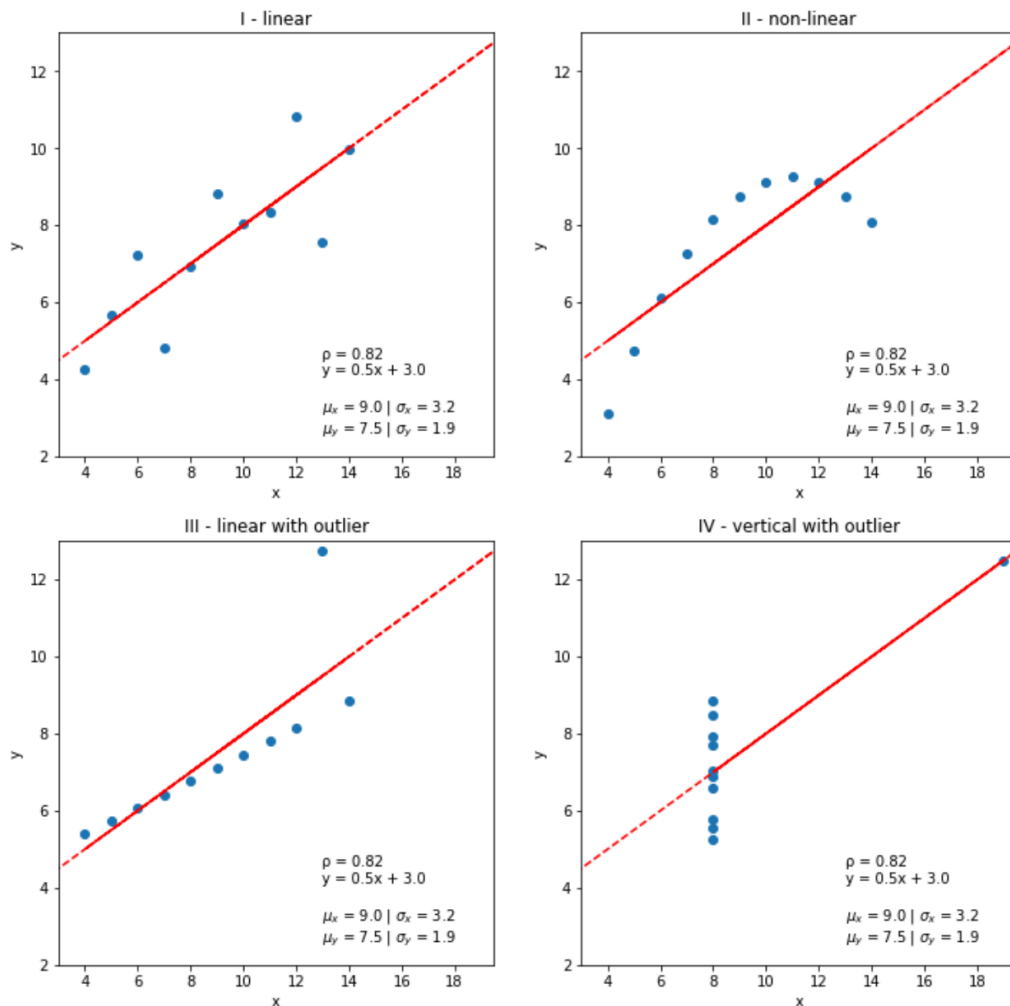 I - linear
y
12
10
8
6
4
2
ρ = 0.82
y = 0.5x + 3.0
μx = 9.0 | σx = 3.2
μy = 7.5 | σy = 1.9
4 6 8 10 12 14 16 18
x
II - non-linear
y
12
10
8
6
4
2
ρ = 0.82
y = 0.5x + 3.0
μx = 9.0 | σx = 3.2
μy = 7.5 | σy = 1.9
4 6 8 10 12 14 16 18
x
III - linear with outlier
y
12
10
8
6
4
2
ρ = 0.82
y = 0.5x + 3.0
μx = 9.0 | σx = 3.2
μy = 7.5 | σy = 1.9
4 6 8 10 12 14 16 18
x
IV - vertical with outlier
y
12
10
8
6
4
2
ρ = 0.82
y = 0.5x + 3.0
μx = 9.0 | σx = 3.2
μy = 7.5 | σy = 1.9
4 6 8 10 12 14 16 18
x